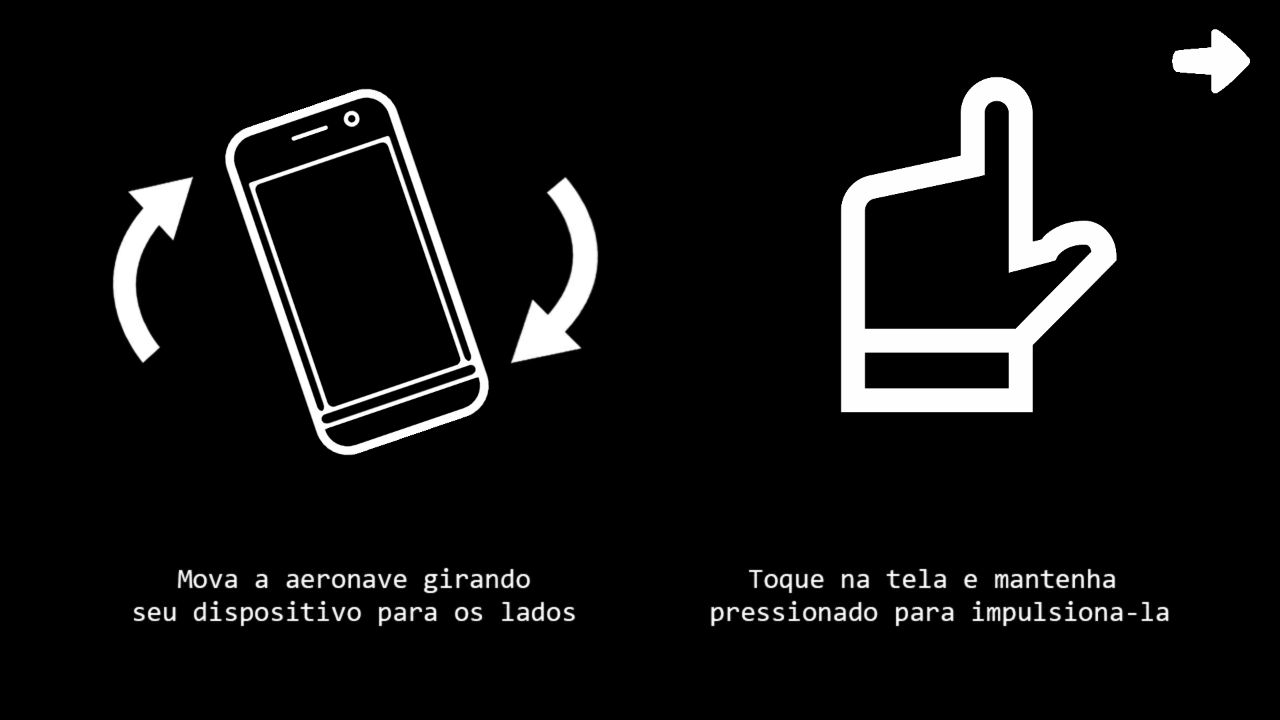 Mova a aeronave girando
seu dispositivo para os lados
Toque na tela e mantenha
pressionado para impulsiona-la